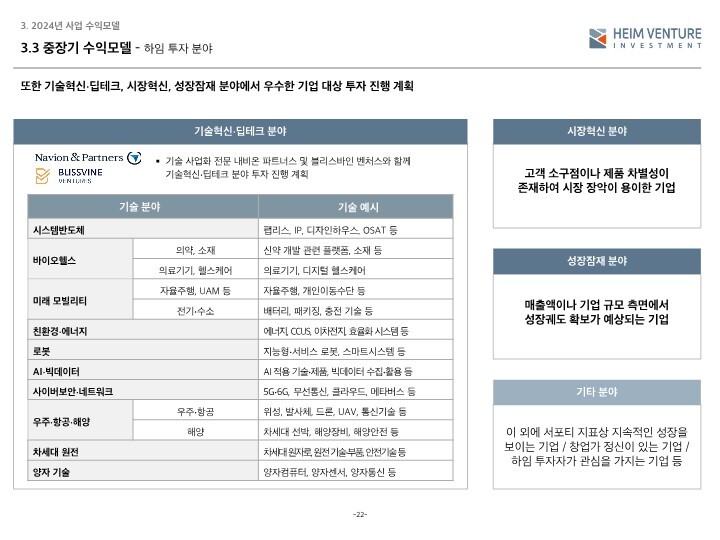 3. 2024년 사업 수익모델
3.3 중장기 수익모델 - 하임 투자 분야
HEIM VENTURE
INVESTMENT
또한 기술혁신·딥테크, 시장혁신, 성장잠재 분야에서 우수한 기업 대상 투자 진행 계획
기술혁신·딥테크 분야
Navion & Partners
BLISSVINE
VENTURES
▪ 기술 사업화 전문 내비온 파트너스 및 블리스바인 벤처스와 함께
기술혁신·딥테크 분야 투자 진행 계획
기술 분야 기술 예시
시스템반도체 팹리스, IP, 디자인하우스, OSAT 등
바이오헬스
의약, 소재 신약 개발 관련 플랫폼, 소재 등
의료기기, 헬스케어 의료기기, 디지털 헬스케어
미래 모빌리티
자율주행, UAM 등 자율주행, 개인이동수단 등
전기·수소 배터리, 패키징, 충전 기술 등
친환경·에너지 에너지, CCUS, 이차전지, 효율화 시스템 등
로봇 지능형·서비스 로봇, 스마트시스템 등
AI·빅데이터 AI 적용 기술·제품, 빅데이터 수집·활용 등
사이버보안·네트워크 5G·6G, 무선통신, 클라우드, 메타버스 등
우주·항공·해양
우주·항공 위성, 발사체, 드론, UAV, 통신기술 등
해양 차세대 선박, 해양장비, 해양안전 등
차세대 원전 차세대 원자로, 원전 기술·부품, 안전기술 등
양자 기술 양자컴퓨터, 양자센서, 양자통신 등
시장혁신 분야
고객 소구점이나 제품 차별성이
존재하여 시장 장악이 용이한 기업
성장잠재 분야
매출액이나 기업 규모 측면에서
성장궤도 확보가 예상되는 기업
기타 분야
이 외에 서포티 지표상 지속적인 성장을
보이는 기업 / 창업가 정신이 있는 기업 /
하임 투자자가 관심을 가지는 기업 등
-22-